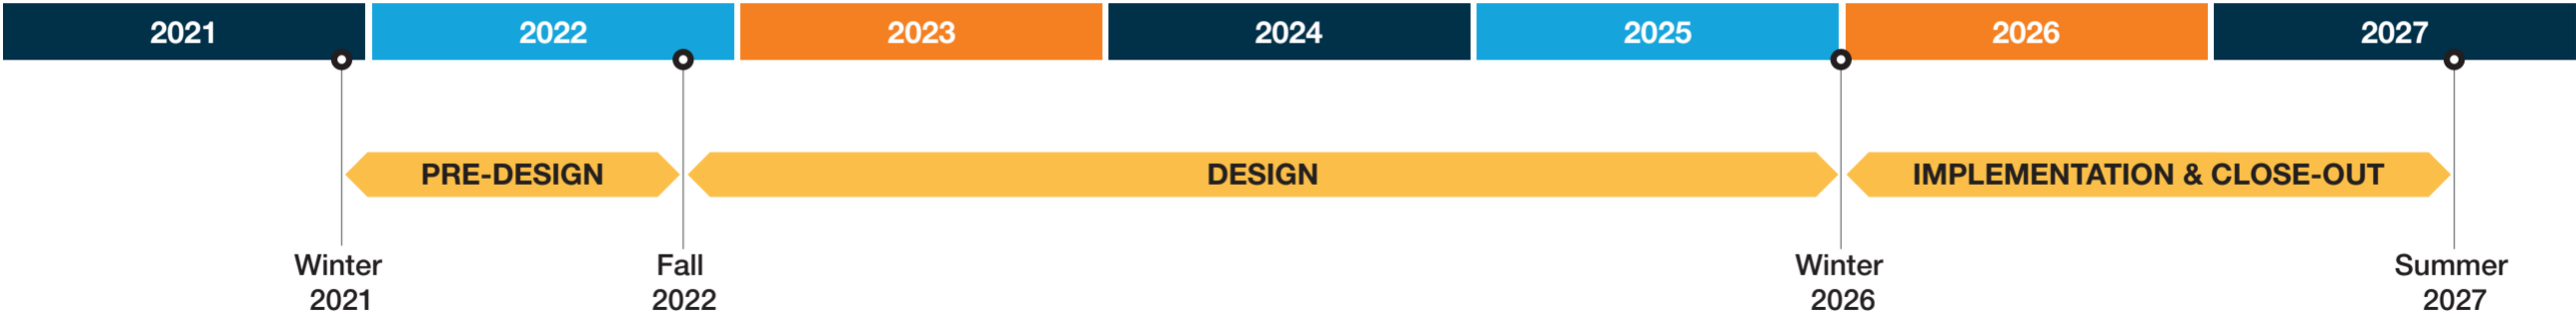 2021
2022
2023
2024
2025
2026
2027
PRE-DESIGN
DESIGN
IMPLEMENTATION & CLOSE-OUT
Winter
2021
Fall
2022
Winter
2026
Summer
2027